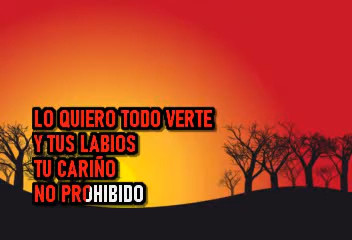 LO QUIERO TODO VERTE
Y TUS LABIOS
TU CARIÑO
NO PROHIBIDO